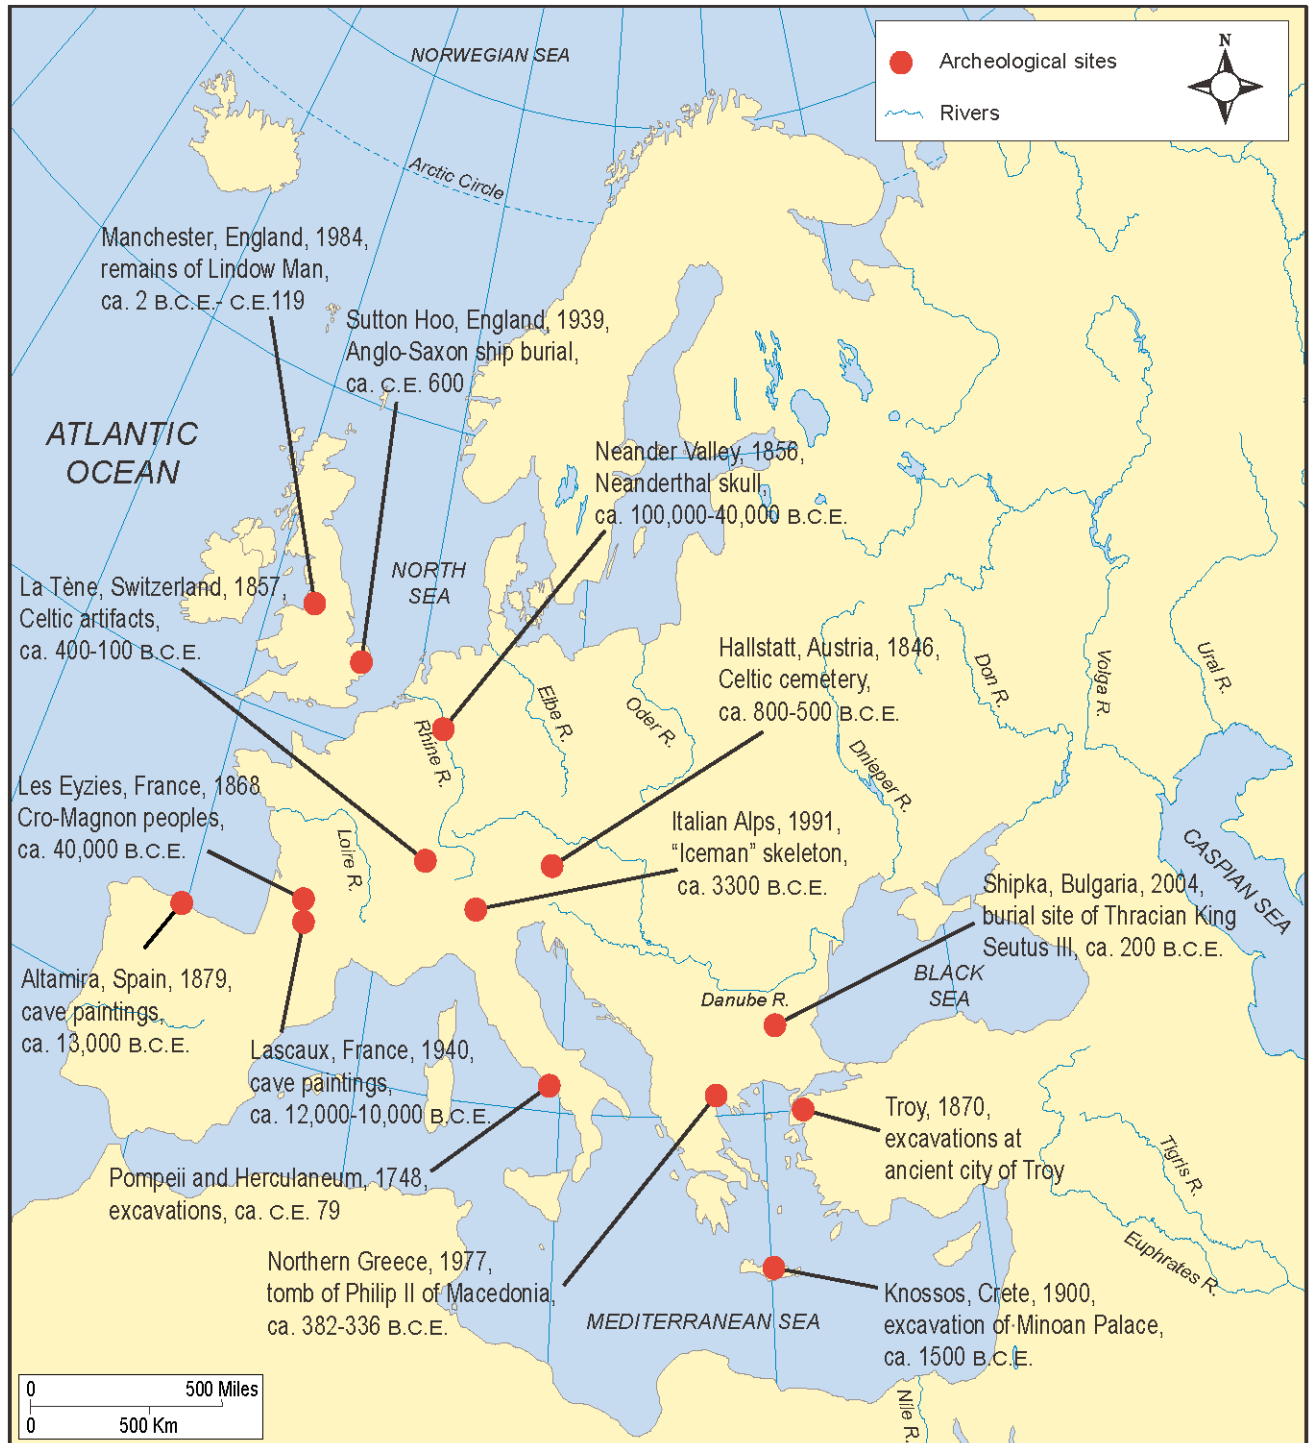 NORWEGIAN SEA
N
Archeological sites
Rivers
Arctic Circle
Manchester, England, 1984,
remains of Lindow Man,
ca. 2 B.C.E.- C.E.119
Sutton Hoo, England, 1939,
Anglo-Saxon ship burial,
ca. C.E. 600
ATLANTIC
OCEAN
Neander Valley, 1856,
Neanderthal skull,
ca. 100,000-40,000 B.C.E.
NORTH
SEA
La Tène, Switzerland, 1857,
Celtic artifacts,
ca. 400-100 B.C.E.
Hallstatt, Austria, 1846,
Celtic cemetery,
ca. 800-500 B.C.E.
Rhine R.
Elbe R.
Oder R.
Dnieper R.
Don R.
Volga R.
Ural R.
Les Eyzies, France, 1868
Cro-Magnon peoples,
ca. 40,000 B.C.E.
Loire R.
Italian Alps, 1991,
“Iceman” skeleton,
ca. 3300 B.C.E.
CASPIAN SEA
Shipka, Bulgaria, 2004,
burial site of Thracian King
Seutus III, ca. 200 B.C.E.
BLACK
SEA
Danube R.
Altamira, Spain, 1879,
cave paintings,
ca. 13,000 B.C.E.
Lascaux, France, 1940,
cave paintings,
ca. 12,000-10,000 B.C.E.
Troy, 1870,
excavations at
ancient city of Troy
Tigris R.
Euphrates R.
Pompeii and Herculaneum, 1748,
excavations, ca. C.E. 79
Northern Greece, 1977,
tomb of Philip II of Macedonia,
ca. 382-336 B.C.E.
MEDITERRANEAN SEA
Knossos, Crete, 1900,
excavation of Minoan Palace,
ca. 1500 B.C.E.
Nile R.
0 500 Miles
0 500 Km